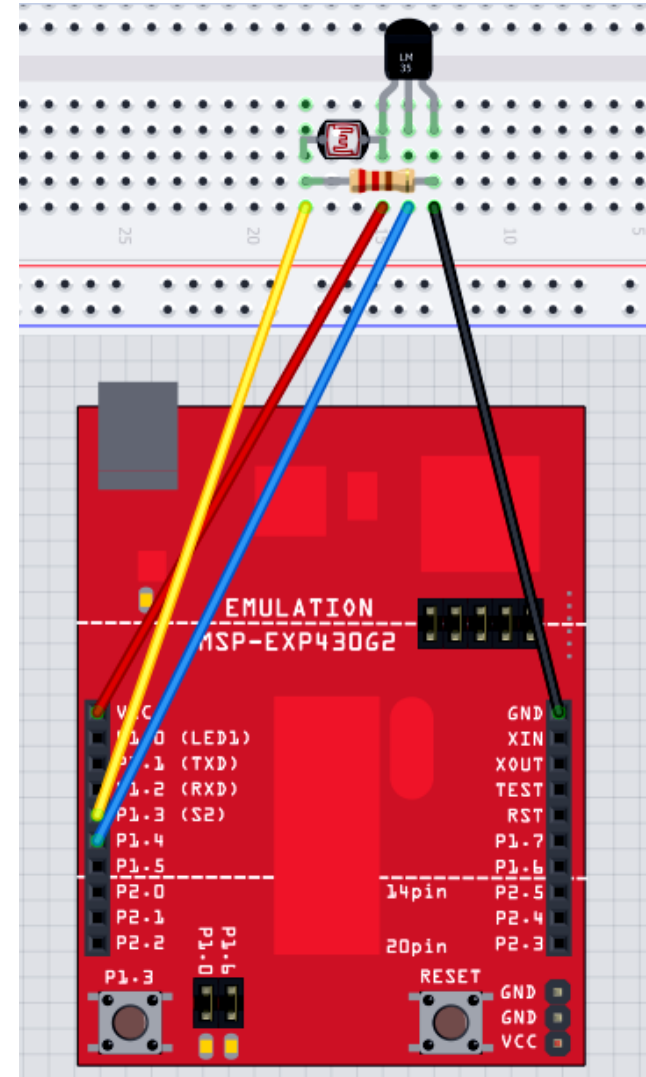 LM
35
25
20
15
10
5
EMULATION
MSP-EXP430G2
VCC
P1.0 (LED1)
P1.1 (TXD)
P1.2 (RXD)
P1.3 (S2)
P1.4
P1.5
P2.0
P2.1
P2.2
GND
XIN
XOUT
TEST
RST
P1.7
P1.6
P2.5
P2.4
P2.3
14pin
20pin
P1.3
P1.0
P1.6
RESET
GND
GND
VCC